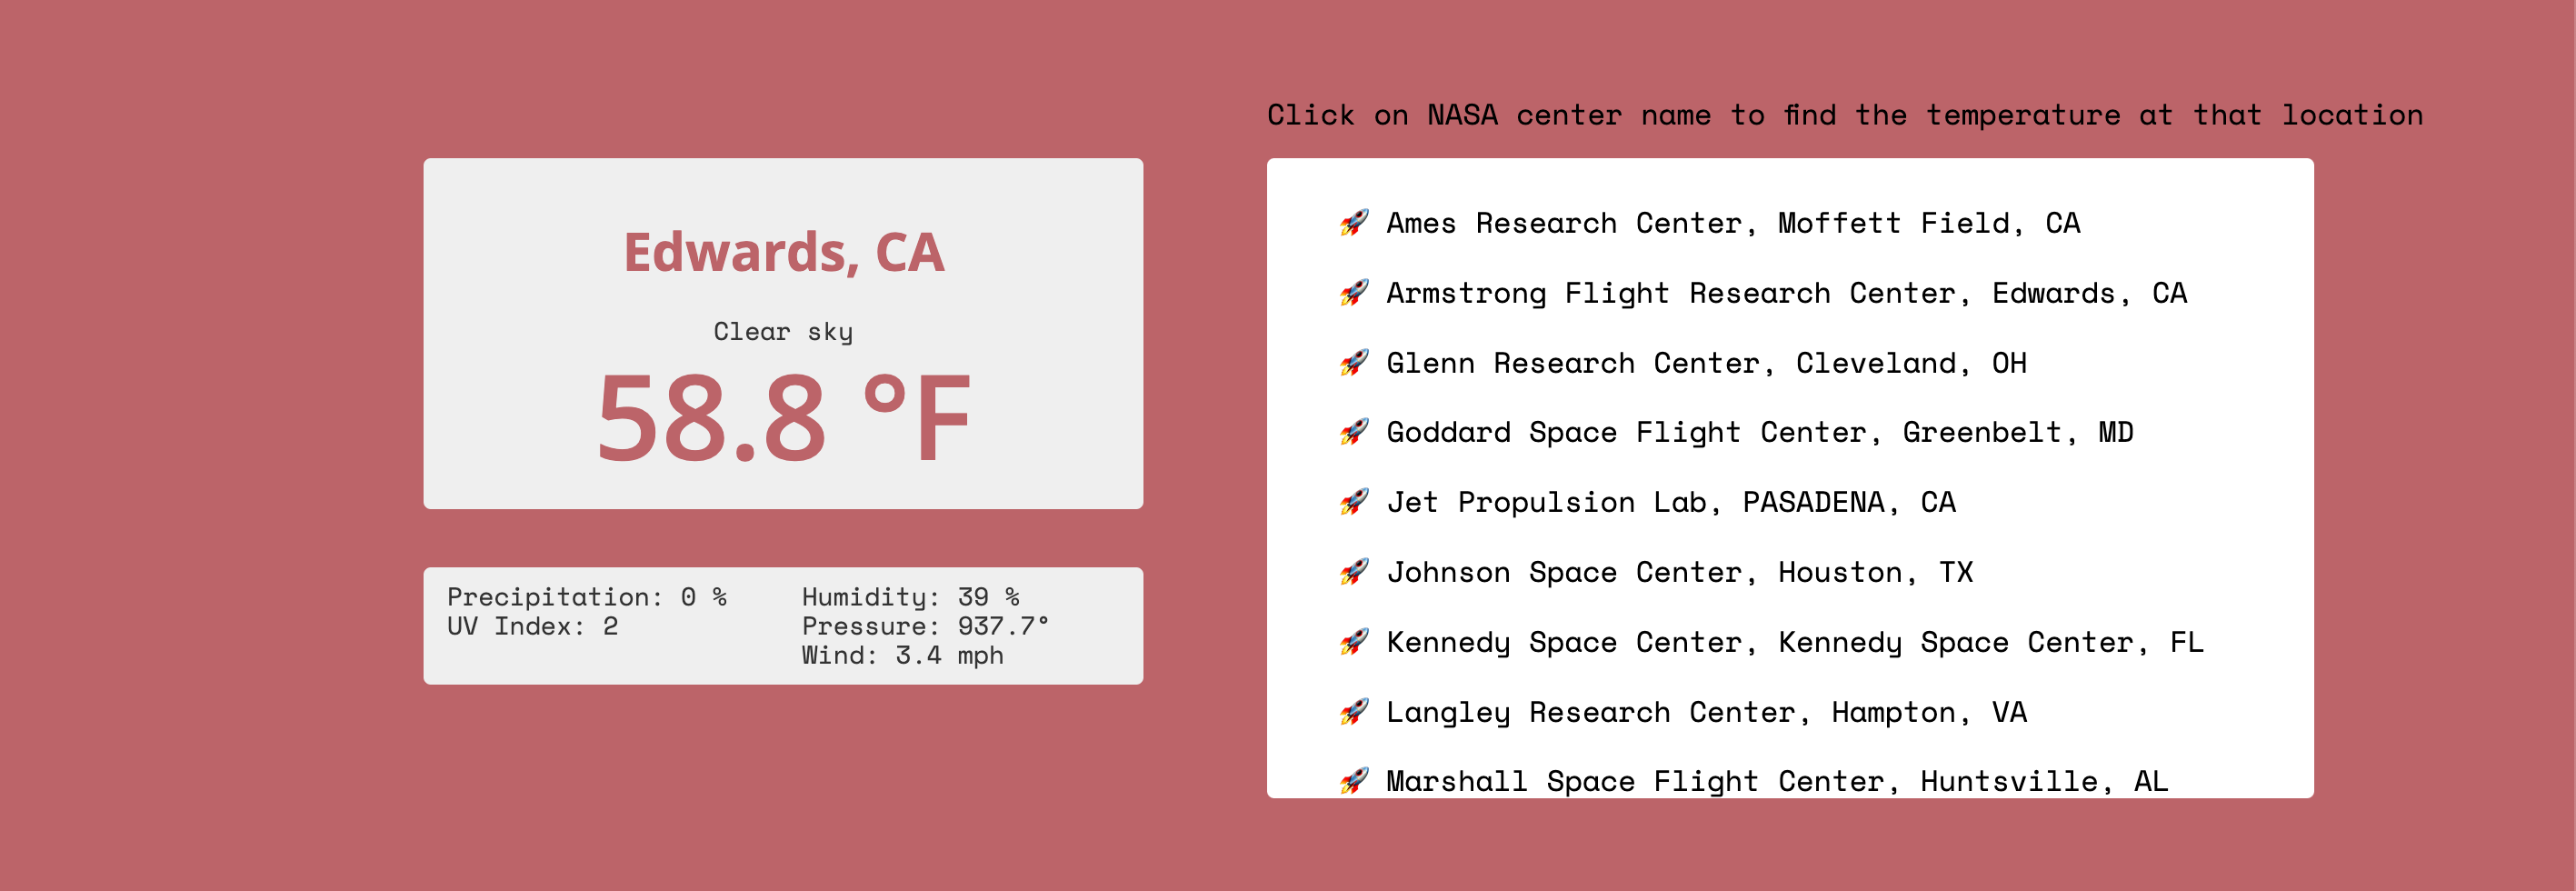 Click on NASA center name to find the temperature at that location
Edwards, CA
Clear sky
58.8 °F
Precipitation: 0 %
UV Index: 2
Humidity: 39 %
Pressure: 937.7°
Wind: 3.4 mph
🚀 Ames Research Center, Moffett Field, CA
🚀 Armstrong Flight Research Center, Edwards, CA
🚀 Glenn Research Center, Cleveland, OH
🚀 Goddard Space Flight Center, Greenbelt, MD
🚀 Jet Propulsion Lab, PASADENA, CA
🚀 Johnson Space Center, Houston, TX
🚀 Kennedy Space Center, Kennedy Space Center, FL
🚀 Langley Research Center, Hampton, VA
🚀 Marshall Space Flight Center, Huntsville, AL